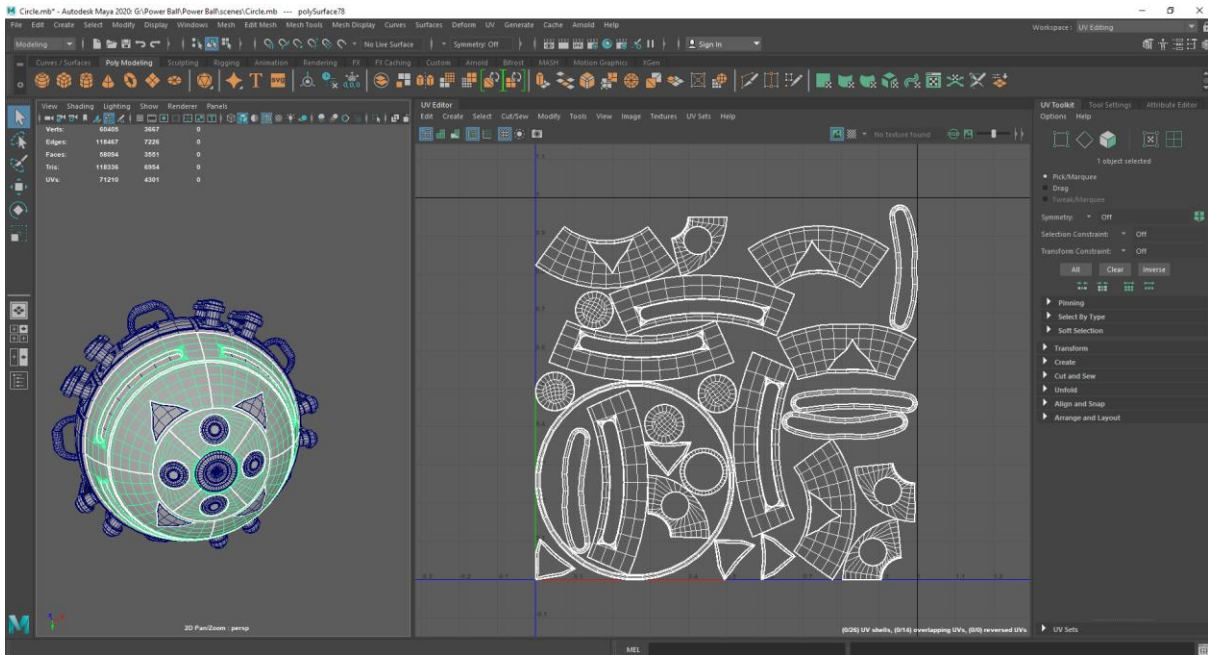 Circle.mb* - Autodesk Maya 2020: G:\Power Ball\Power Ball\scenes\Circle.mb --- polySurface78
File Edit Create Select Modify Display Windows Mesh Edit Mesh Mesh Tools Mesh Display Curves Surfaces Deform UV Generate Cache Arnold Help
Workspace: UV Editing
Modeling
No Live Surface
Symmetry: Off
Sign In
Curves / Surfaces Poly Modeling Sculpting Rigging Animation Rendering FX FX Caching Custom Arnold Bifrost MASH Motion Graphics XGen
View Shading Lighting Show Renderer Panels
Verts: 60405 3667 0
Edges: 118467 7226 0
Faces: 58094 3551 0
Tris: 118336 6954 0
UVs: 71210 4301 0
2D Pan/Zoom : persp
UV Editor
Edit Create Select Cut/Sew Modify Tools View Image Textures UV Sets Help
No texture found
(0/26) UV shells, (0/14) overlapping UVs, (0/0) reversed UVs
UV Toolkit Tool Settings Attribute Editor
Options Help
1 object selected
Pick/Marquee
Drag
Tweak/Marquee
Symmetry: Off
Selection Constraint: Off
Transform Constraint: Off
All Clear Inverse
Pinning
Select By Type
Soft Selection
Transform
Create
Cut and Sew
Unfold
Align and Snap
Arrange and Layout
UV Sets
MEL